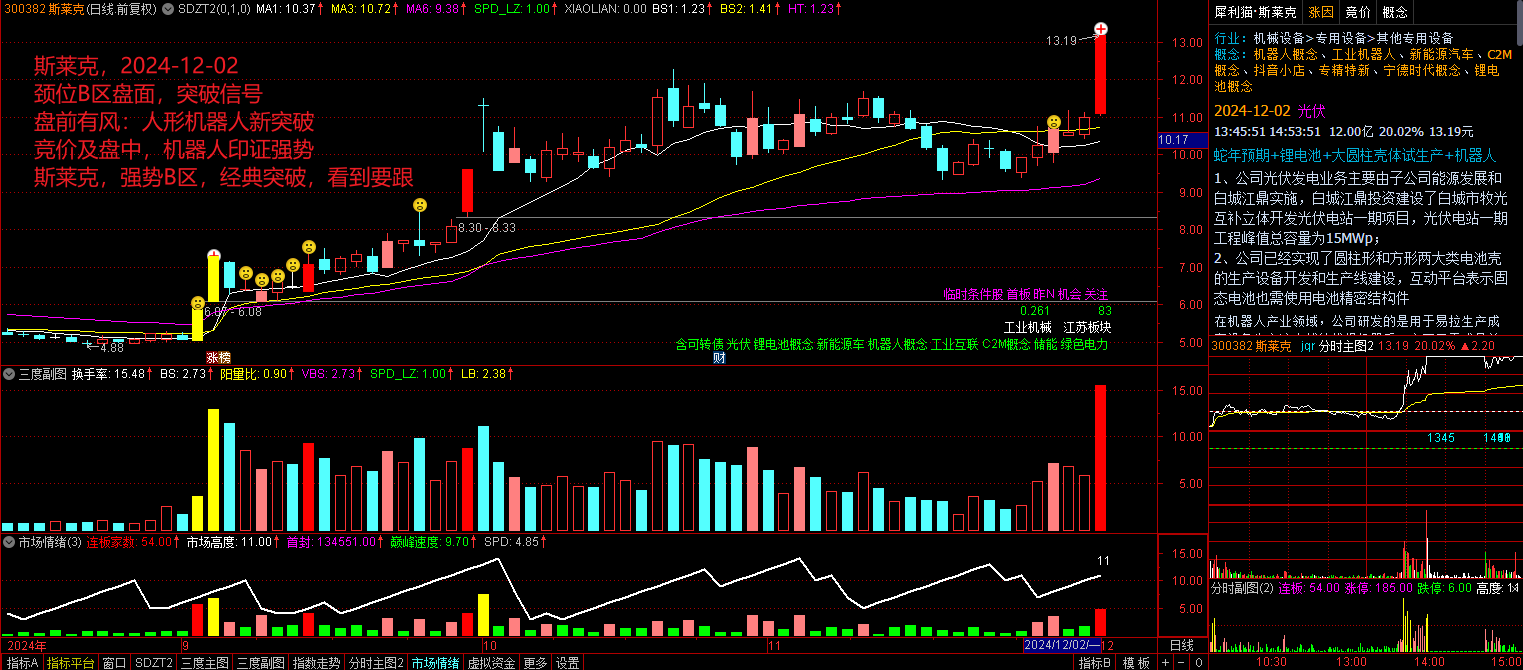 300382 斯莱克(日线.前复权) SDZT2(0,1,0) MA1: 10.37↑ MA3: 10.72↑ MA6: 9.38↑ SPD_LZ: 1.00↑ XIAOLIAN: 0.00 BS1: 1.23↑ BS2: 1.41↑ HT: 1.23↑
斯莱克，2024-12-02
颈位B区盘面，突破信号
盘前有风：人形机器人新突破
竞价及盘中，机器人印证强势
斯莱克，强势B区，经典突破，看到要跟
13.19
8.30 - 8.33
6.07 - 6.08
4.88
临时条件股 首板 昨N 机会 关注
0.261 83
工业机械 江苏板块
含可转债 光伏 锂电池概念 新能源车 机器人概念 工业互联 C2M概念 储能 绿色电力
涨榜
财
13.00
12.00
11.00
10.17
10.00
9.00
8.00
7.00
6.00
5.00
三度副图 换手率: 15.48↑ BS: 2.73↑ 阳量比: 0.90↑ VBS: 2.73↑ SPD_LZ: 1.00↑ LB: 2.38↑
15.00
10.00
5.00
市场情绪(3) 连板家数: 54.00↑ 市场高度: 11.00↑ 首封: 134551.00↑ 巅峰速度: 9.70↑ SPD: 4.85↑
11
15.00
10.00
5.00
2024年 9 10 11 2024/12/02/一 12 日线
指标A 指标平台 窗口 SDZT2 三度主图 三度副图 指数走势 分时主图2 市场情绪 虚拟资金 更多 设置 指标B 模 板 + - O
犀利猫·斯莱克 涨因 竞价 概念
行业：机械设备>专用设备>其他专用设备
概念：机器人概念、工业机器人、新能源汽车、C2M
概念、抖音小店、专精特新、宁德时代概念、锂电
池概念
2024-12-02 光伏
13:45:51 14:53:51 12.00亿 20.02% 13.19元
蛇年预期+锂电池+大圆柱壳体试生产+机器人
1、公司光伏发电业务主要由子公司能源发展和
白城江鼎实施，白城江鼎投资建设了白城市牧光
互补立体开发光伏电站一期项目，光伏电站一期
工程峰值总容量为15MWp；
2、公司已经实现了圆柱形和方形两大类电池壳
的生产设备开发和生产线建设，互动平台表示固
态电池也需使用电池精密结构件
在机器人产业领域，公司研发的是用于易拉生产成
300382 斯莱克 jqr 分时主图2 13.19 20.02% ▲2.20
1345
分时副图(2) 连板: 54.00 涨停: 185.00 跌停: 6.00 高度: 11
10:30 13:00 14:00 15:00